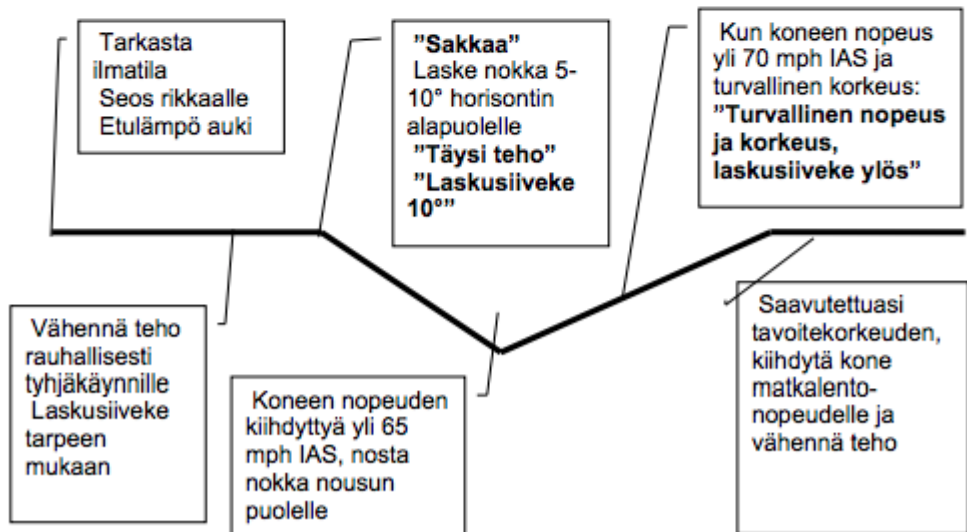 Tarkasta
ilmatila
Seos rikkaalle
Etulämpö auki
"Sakkaa"
Laske nokka 5-
10° horisontin
alapuolelle
"Täysi teho"
"Laskusiiveke
10°"
Kun koneen nopeus
yli 70 mph IAS ja
turvallinen korkeus:
"Turvallinen nopeus
ja korkeus,
laskusiiveke ylös"
Vähennä teho
rauhallisesti
tyhjäkäynnille
Laskusiiveke
tarpeen
mukaan
Koneen nopeuden
kiihdyttyä yli 65
mph IAS, nosta
nokka nousun
puolelle
Saavutettuasi
tavoitekorkeuden,
kiihdytä kone
matkalento-
nopeudelle ja
vähennä teho